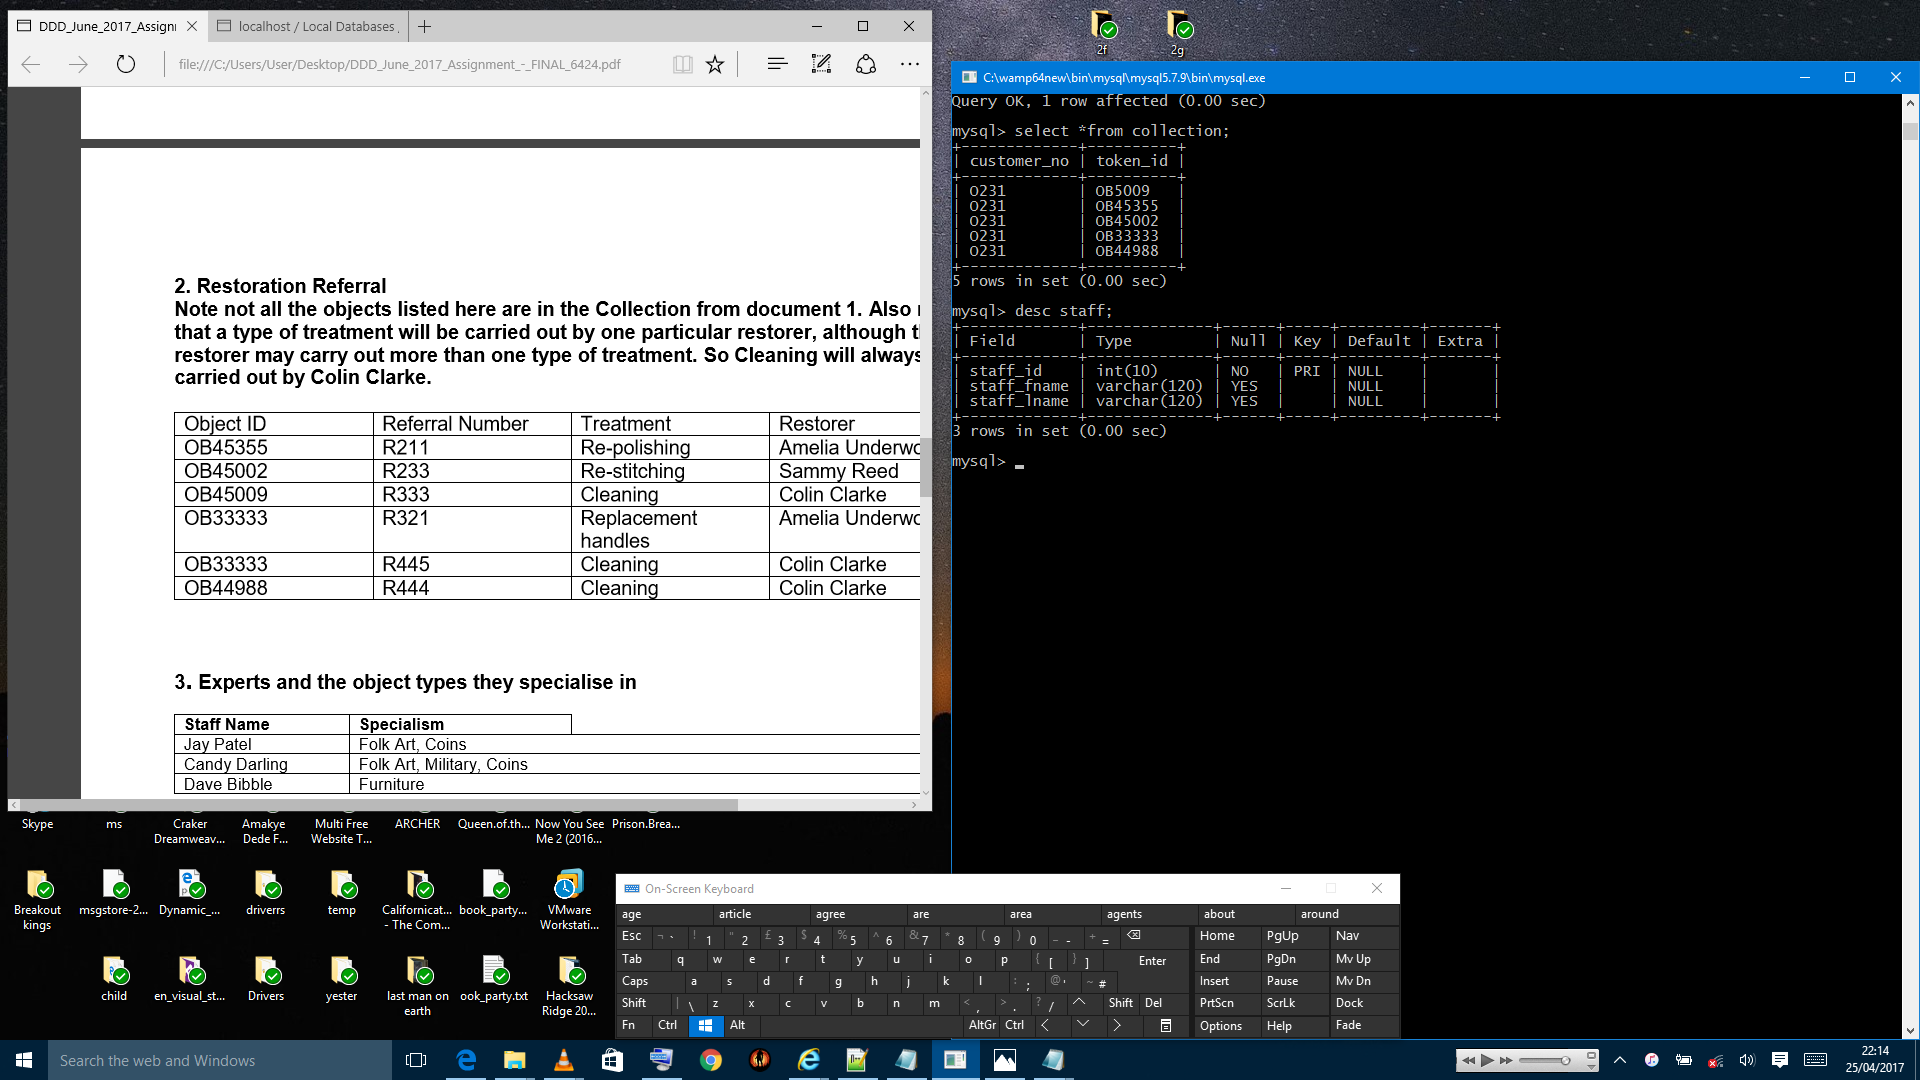 DDD_June_2017_Assignm
localhost / Local Databases
file:///C:/Users/User/Desktop/DDD_June_2017_Assignment_-_FINAL_6424.pdf
2. Restoration Referral
Note not all the objects listed here are in the Collection from document 1. Also
that a type of treatment will be carried out by one particular restorer, although
restorer may carry out more than one type of treatment. So Cleaning will always
carried out by Colin Clarke.
Object ID Referral Number Treatment Restorer
OB45355 R211 Re-polishing Amelia Underwo
OB45002 R233 Re-stitching Sammy Reed
OB45009 R333 Cleaning Colin Clarke
OB33333 R321 Replacement Amelia Underwo
handles
OB33333 R445 Cleaning Colin Clarke
OB44988 R444 Cleaning Colin Clarke
3. Experts and the object types they specialise in
Staff Name Specialism
Jay Patel Folk Art, Coins
Candy Darling Folk Art, Military, Coins
Dave Bibble Furniture
2f 2g
C:\wamp64new\bin\mysql\mysql5.7.9\bin\mysql.exe
Query OK, 1 row affected (0.00 sec)
mysql> select *from collection;
+-------------+----------+
| customer_no | token_id |
+-------------+----------+
| O231 | OB5009 |
| O231 | OB45355 |
| O231 | OB45002 |
| O231 | OB33333 |
| O231 | OB44988 |
+-------------+----------+
5 rows in set (0.00 sec)
mysql> desc staff;
+-------------+--------------+------+-----+---------+-------+
| Field | Type | Null | Key | Default | Extra |
+-------------+--------------+------+-----+---------+-------+
| staff_id | int(10) | NO | PRI | NULL | |
| staff_fname | varchar(120) | YES | | NULL | |
| staff_lname | varchar(120) | YES | | NULL | |
+-------------+--------------+------+-----+---------+-------+
3 rows in set (0.00 sec)
mysql> _
Skype ms Craker Amakye Multi Free ARCHER Queen.of.th... Now You See Prison.Brea...
Dreamweav... Dede F... Website T... Me 2 (2016...
Breakout msgstore-2... Dynamic_... driverrs temp Californicat... book_party... VMware
kings - The Com... Workstati...
child en_visual_st... Drivers yester last man on ook_party.txt Hacksaw
earth Ridge 20...
On-Screen Keyboard
age article agree are area agents about around
Esc ¬ ` ! 1 " 2 £ 3 $ 4 % 5 ^ 6 & 7 * 8 ( 9 ) 0 _ - + = Home PgUp Nav
Tab q w e r t y u i o p { [ } ] Enter End PgDn Mv Up
Caps a s d f g h j k l : ; @ ' ~ # Insert Pause Mv Dn
Shift | \ z x c v b n m < , > . ? / Shift Del PrtScn ScrLk Dock
Fn Ctrl Alt AltGr Ctrl Options Help Fade
Search the web and Windows
22:14
25/04/2017